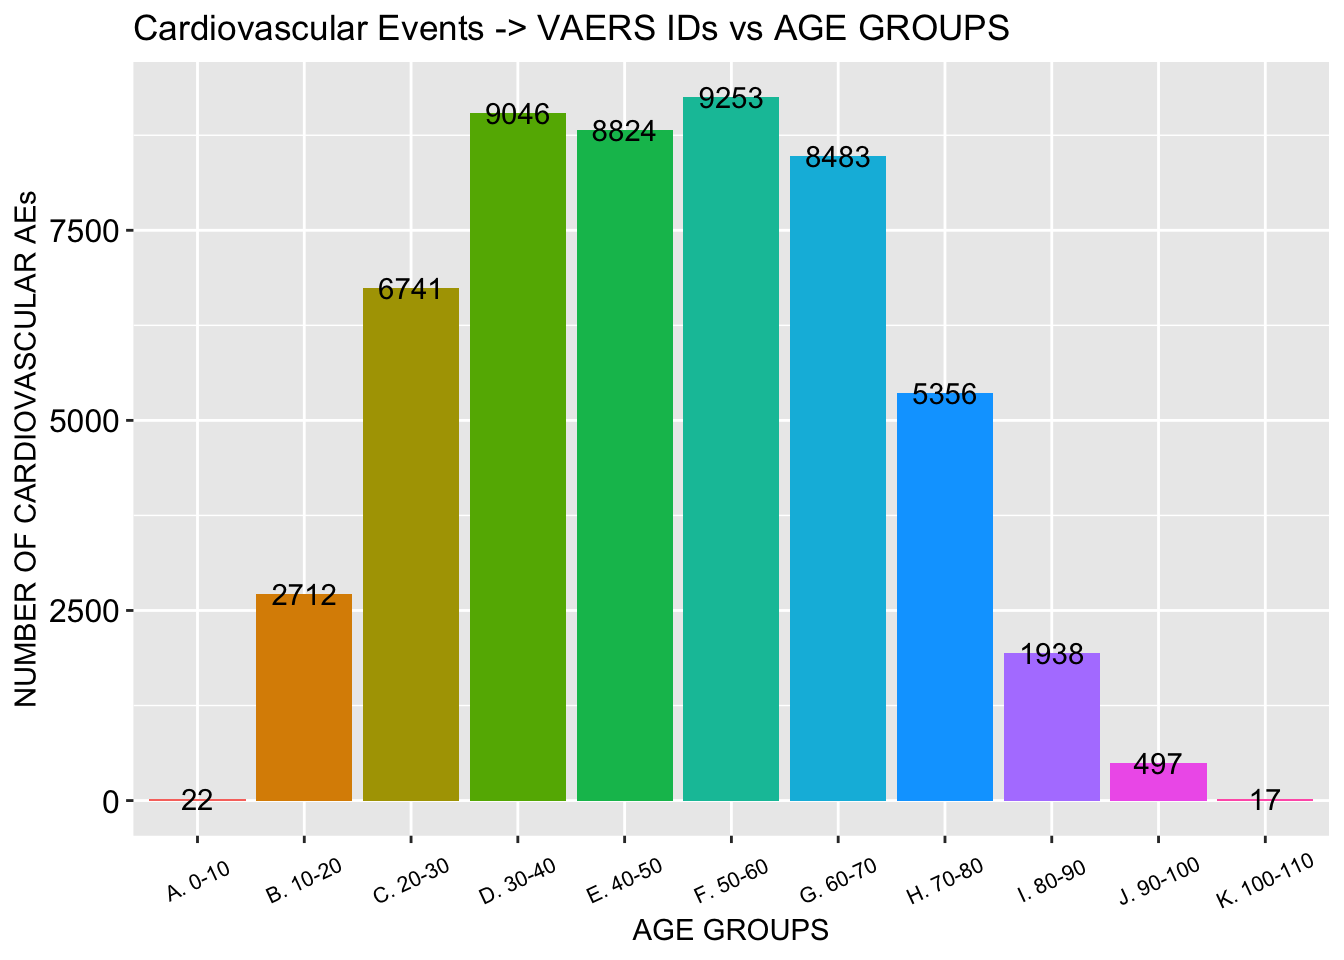 Cardiovascular Events -> VAERS IDs vs AGE GROUPS
NUMBER OF CARDIOVASCULAR AEs
7500
5000
2500
0
22
2712
6741
9046
8824
9253
8483
5356
1938
497
17
A. 0-10
B. 10-20
C. 20-30
D. 30-40
E. 40-50
F. 50-60
G. 60-70
H. 70-80
I. 80-90
J. 90-100
K. 100-110
AGE GROUPS